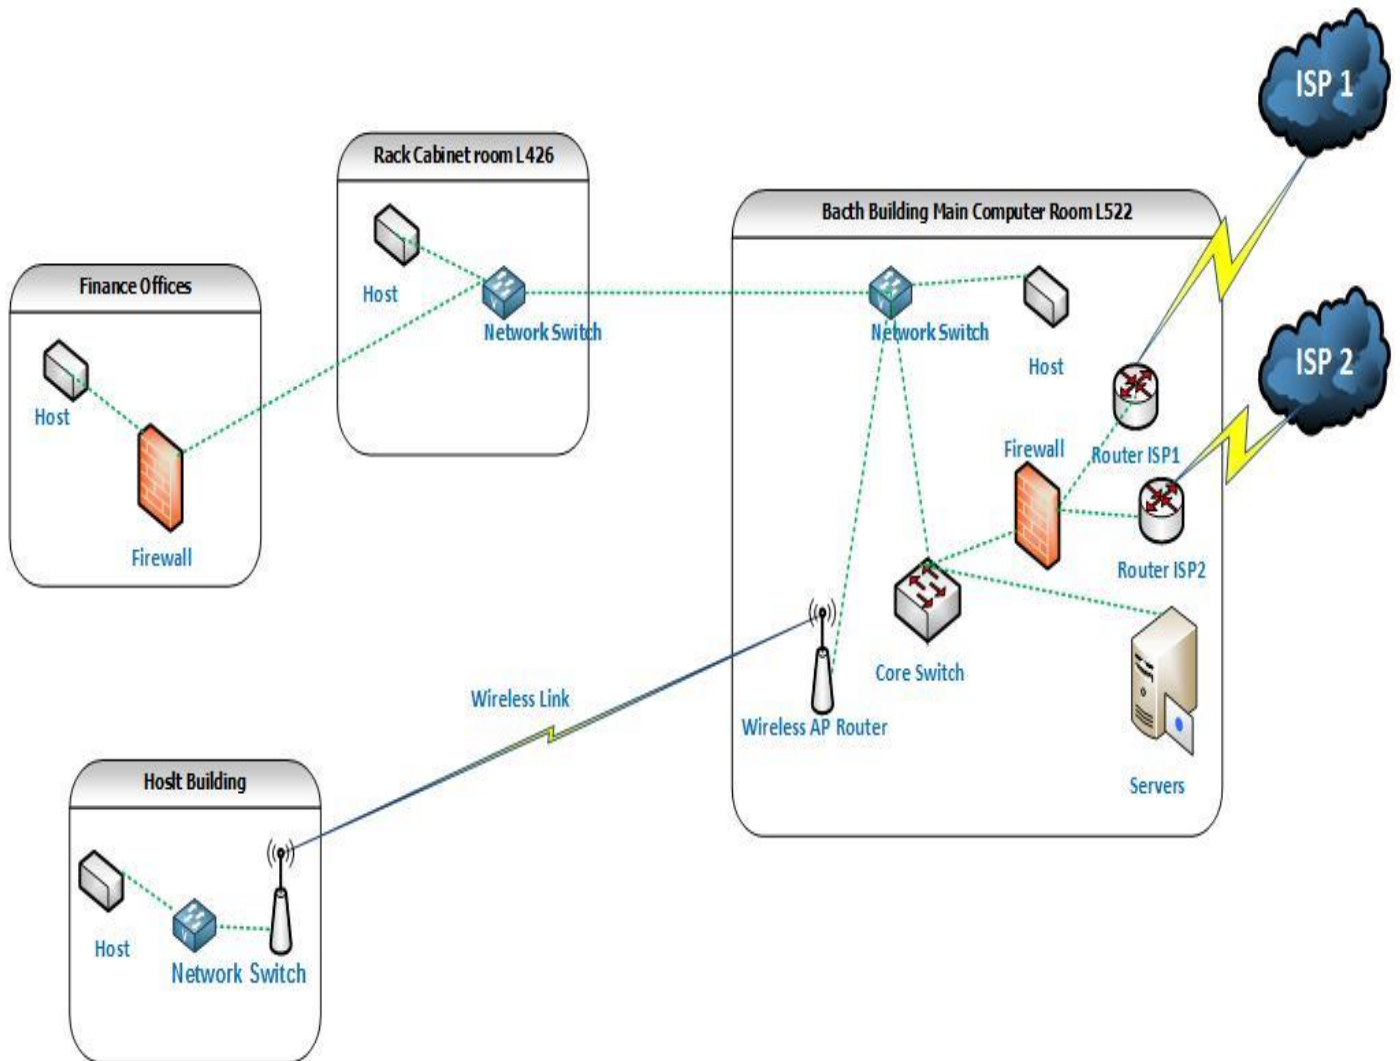 ISP 1
Rack Cabinet room L426
Bacth Building Main Computer Room L522
Finance Offices
Host
Network Switch
Network Switch
Host
ISP 2
Host
Firewall
Router ISP1
Firewall
Router ISP2
Core Switch
Wireless Link
Wireless AP Router
Servers
Hoslt Building
Host
Network Switch